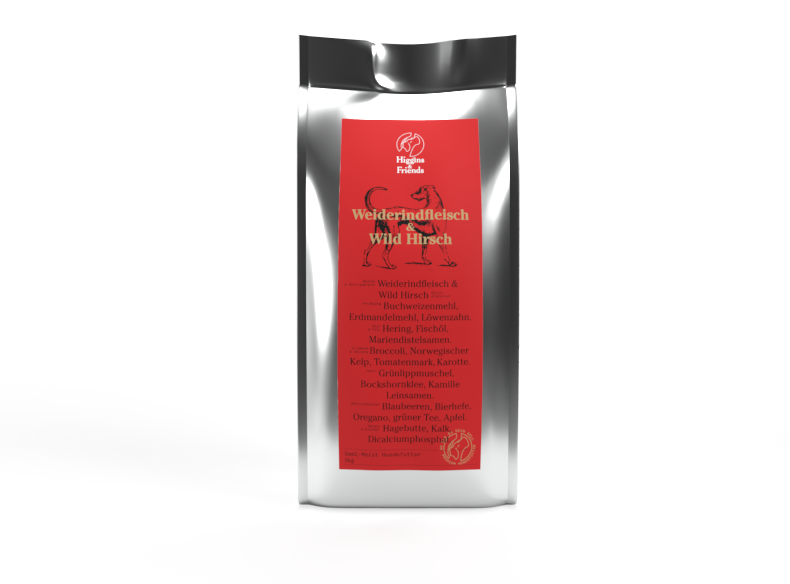 Higgins
&
Friends
Weiderindfleisch
&
Wild Hirsch
Weiderindfleisch &
Wild Hirsch
Buchweizenmehl,
Erdmandelmehl, Löwenzahn.
Hering, Fischöl,
Mariendistelsamen.
Broccoli, Norwegischer
Kelp, Tomatenmark, Karotte.
Grünlippmuschel,
Bockshornklee, Kamille
Leinsamen.
Blaubeeren, Bierhefe,
Oregano, grüner Tee, Apfel.
Hagebutte, Kalk,
Dicalciumphosphat